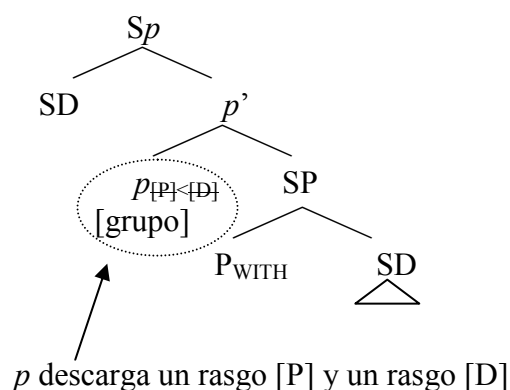 Sp
SD
p’
p[P]<[D]
SP
[grupo]
PWITH
SD
p descarga un rasgo [P] y un rasgo [D]